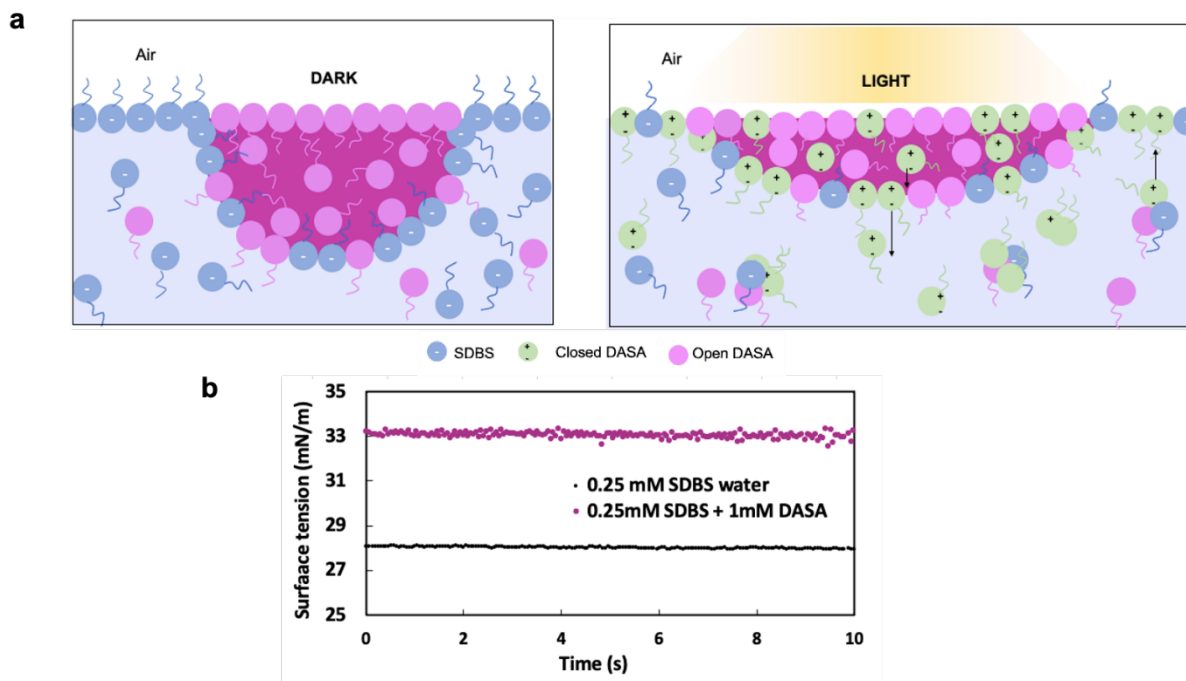 a
Air
DARK
Air
LIGHT
- SDBS
+ - Closed DASA
Open DASA
b
Surfaace tension (mN/m)
35
33
31
29
27
25
0.25 mM SDBS water
0.25mM SDBS + 1mM DASA
0 2 4 6 8 10
Time (s)